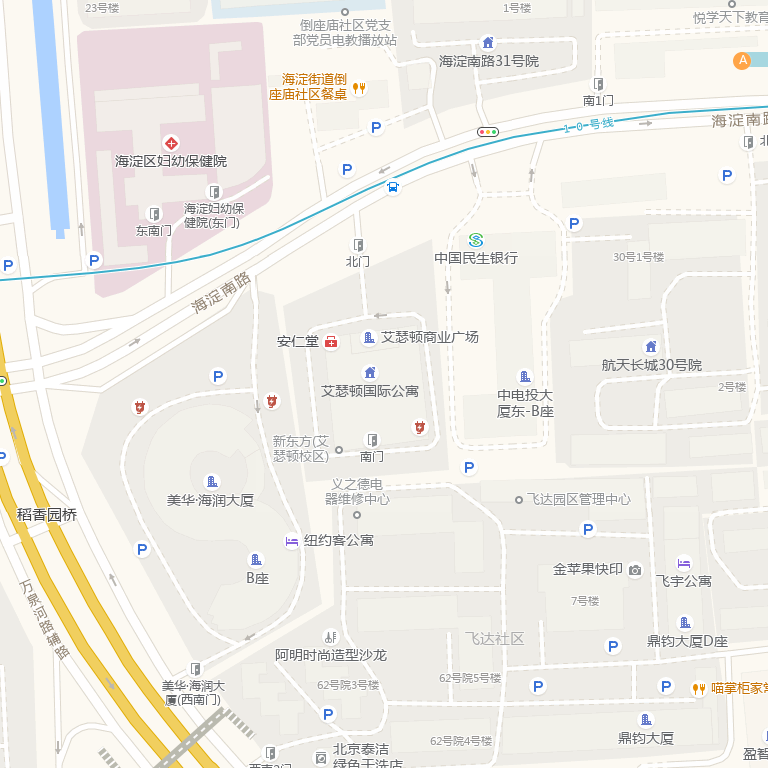 23号楼
倒座庙社区党支
部党员电教播放站
1号楼
悦学天下教育
海淀南路31号院
A
海淀街道倒
座庙社区餐桌
南1门
P
10号线
海淀南路
北
海淀区妇幼保健院
P
P
海淀妇幼保
健院(东门)
东南门
P
P
P
北门
中国民生银行
30号1号楼
海淀南路
安仁堂
艾瑟顿商业广场
航天长城30号院
P
艾瑟顿国际公寓
中电投大
厦东-B座
2号楼
新东方(艾
瑟顿校区)
南门
P
P
义之德电
器维修中心
飞达园区管理中心
美华·海润大厦
稻香园桥
P
P
纽约客公寓
B座
金苹果快印
飞宇公寓
7号楼
万泉河路辅路
飞达社区
鼎钧大厦D座
阿明时尚造型沙龙
P
美华·海润大
厦(西南门)
62号院3号楼
62号院5号楼
P
P
喵掌柜家常
P
鼎钧大厦
62号院4号楼
北京泰洁
绿色干洗店
西南2门
盈智